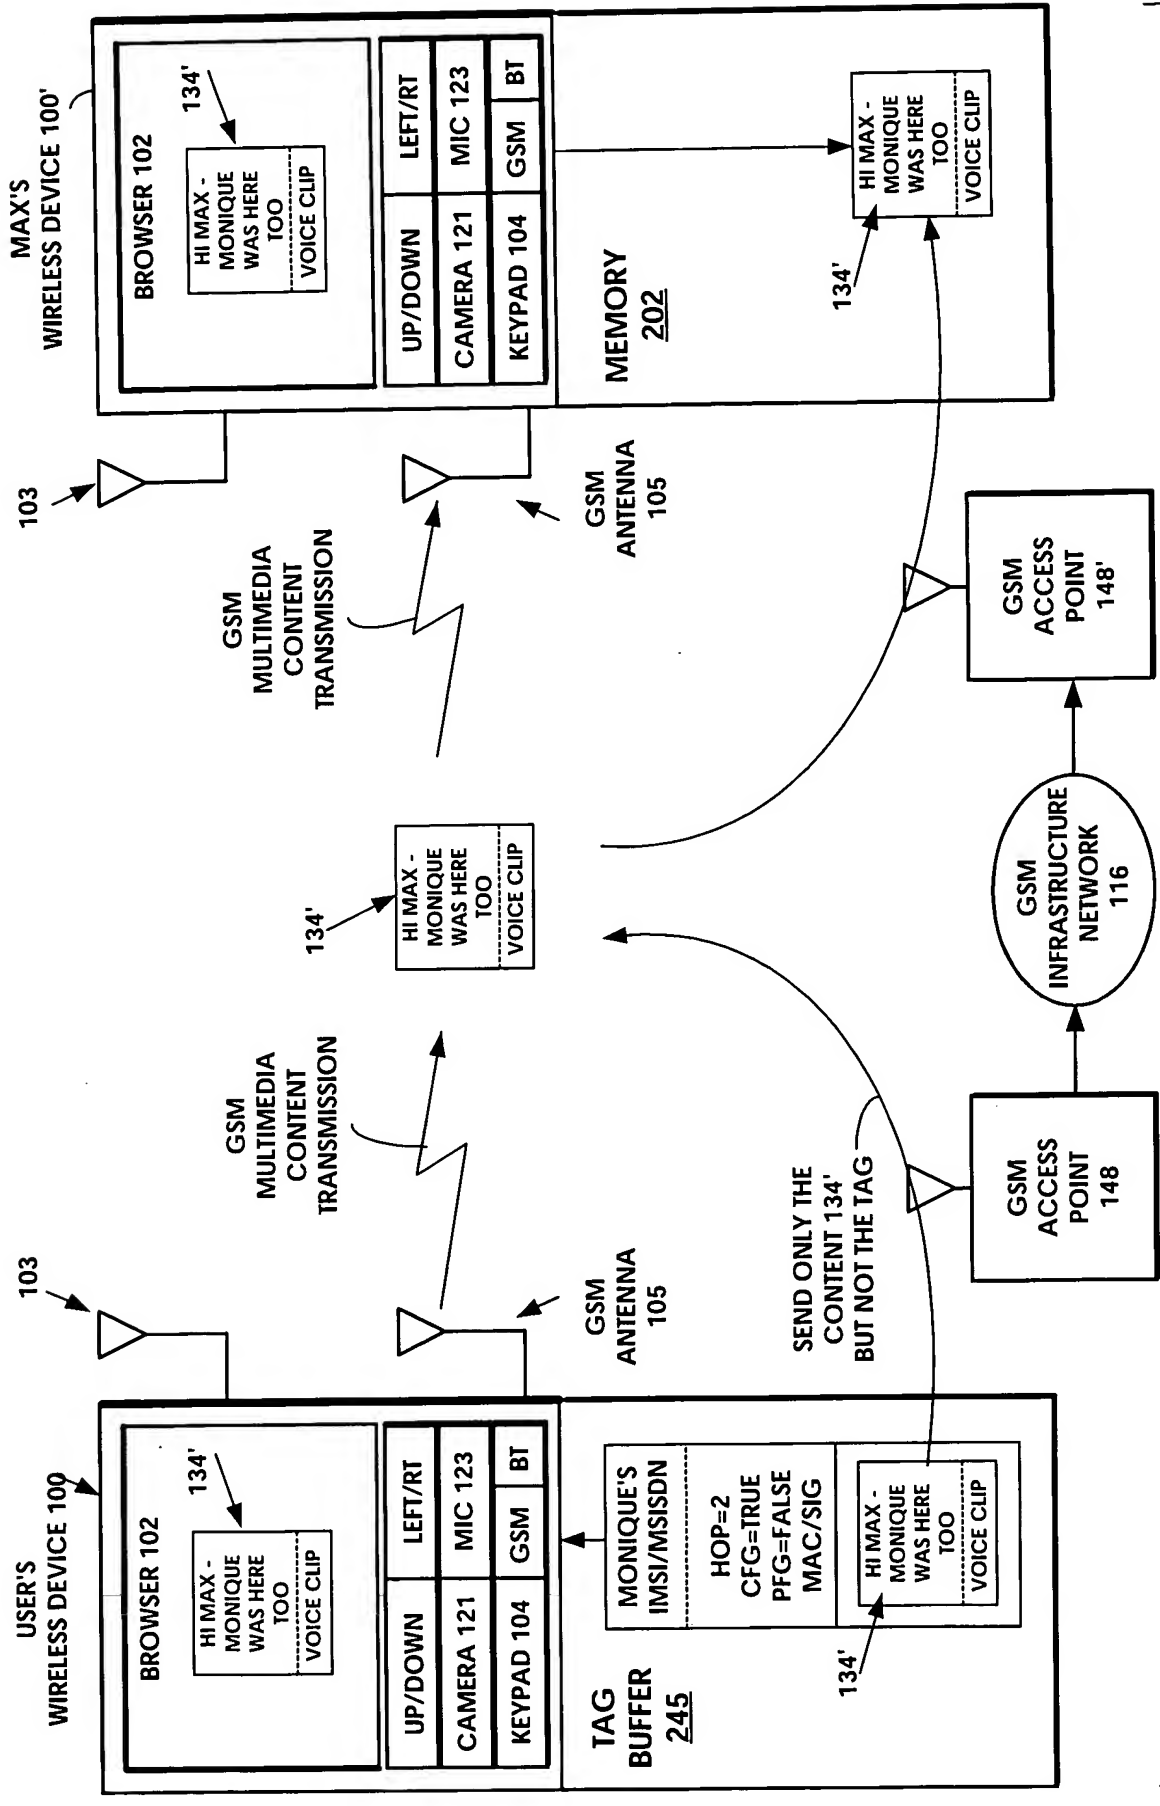 USER'S
WIRELESS DEVICE 100
BROWSER 102
134'
HI MAX -
MONIQUE
WAS HERE
TOO
VOICE CLIP
UP/DOWN
LEFT/RT
CAMERA 121
MIC 123
KEYPAD 104
GSM
BT
TAG
BUFFER
245
MONIQUE'S
IMSI/MSISDN
HOP=2
CFG=TRUE
PFG=FALSE
MAC/SIG
134'
HI MAX -
MONIQUE
WAS HERE
TOO
VOICE CLIP
103
GSM
ANTENNA
105
GSM
MULTIMEDIA
CONTENT
TRANSMISSION
SEND ONLY THE
CONTENT 134'
BUT NOT THE TAG
GSM
ACCESS
POINT
148
134'
HI MAX -
MONIQUE
WAS HERE
TOO
VOICE CLIP
GSM
INFRASTRUCTURE
NETWORK
116
GSM
MULTIMEDIA
CONTENT
TRANSMISSION
GSM
ACCESS
POINT
148'
103
GSM
ANTENNA
105
MAX'S
WIRELESS DEVICE 100'
BROWSER 102
134'
HI MAX -
MONIQUE
WAS HERE
TOO
VOICE CLIP
UP/DOWN
LEFT/RT
CAMERA 121
MIC 123
KEYPAD 104
GSM
BT
MEMORY
202
134'
HI MAX -
MONIQUE
WAS HERE
TOO
VOICE CLIP